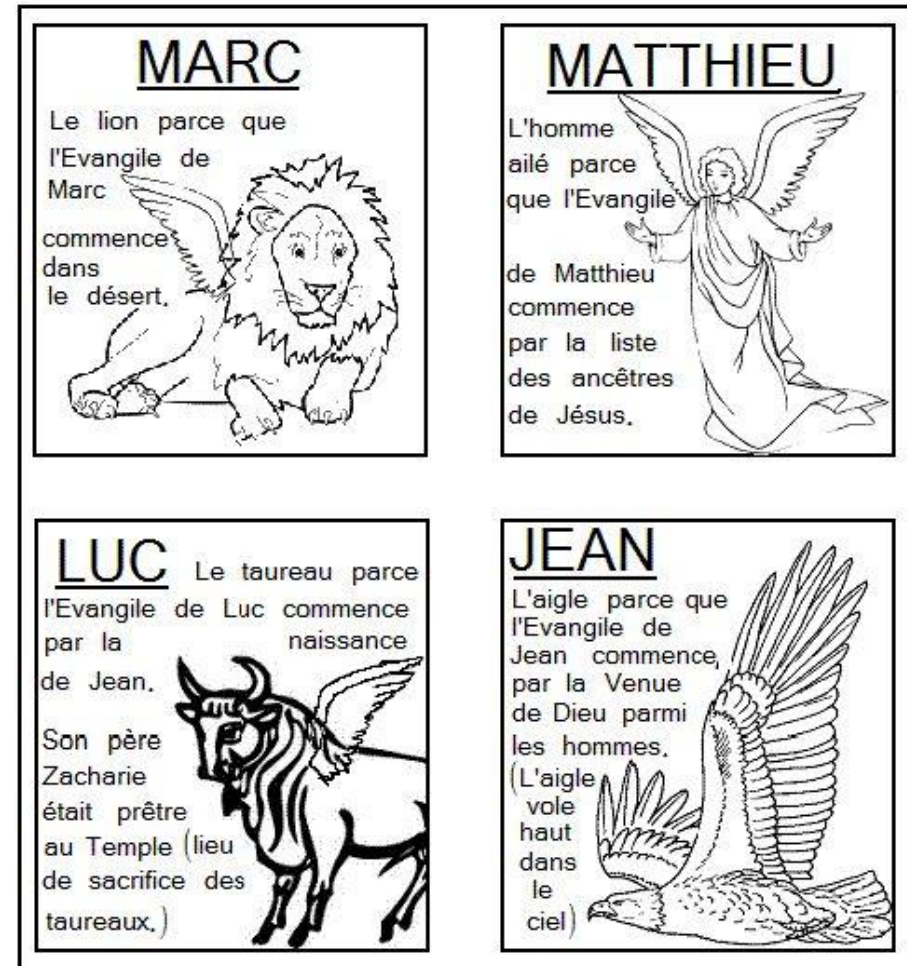 MARC
Le lion parce que
l'Evangile de
Marc
commence
dans
le désert.
MATTHIEU
L'homme
ailé parce
que l'Evangile
de Matthieu
commence
par la liste
des ancêtres
de Jésus.
LUC Le taureau parce
l'Evangile de Luc commence
par la naissance
de Jean.
Son père
Zacharie
était prêtre
au Temple (lieu
de sacrifice des
taureaux.)
JEAN
L'aigle parce que
l'Evangile de
Jean commence
par la Venue
de Dieu parmi
les hommes.
(L'aigle
vole
haut
dans
le
ciel)